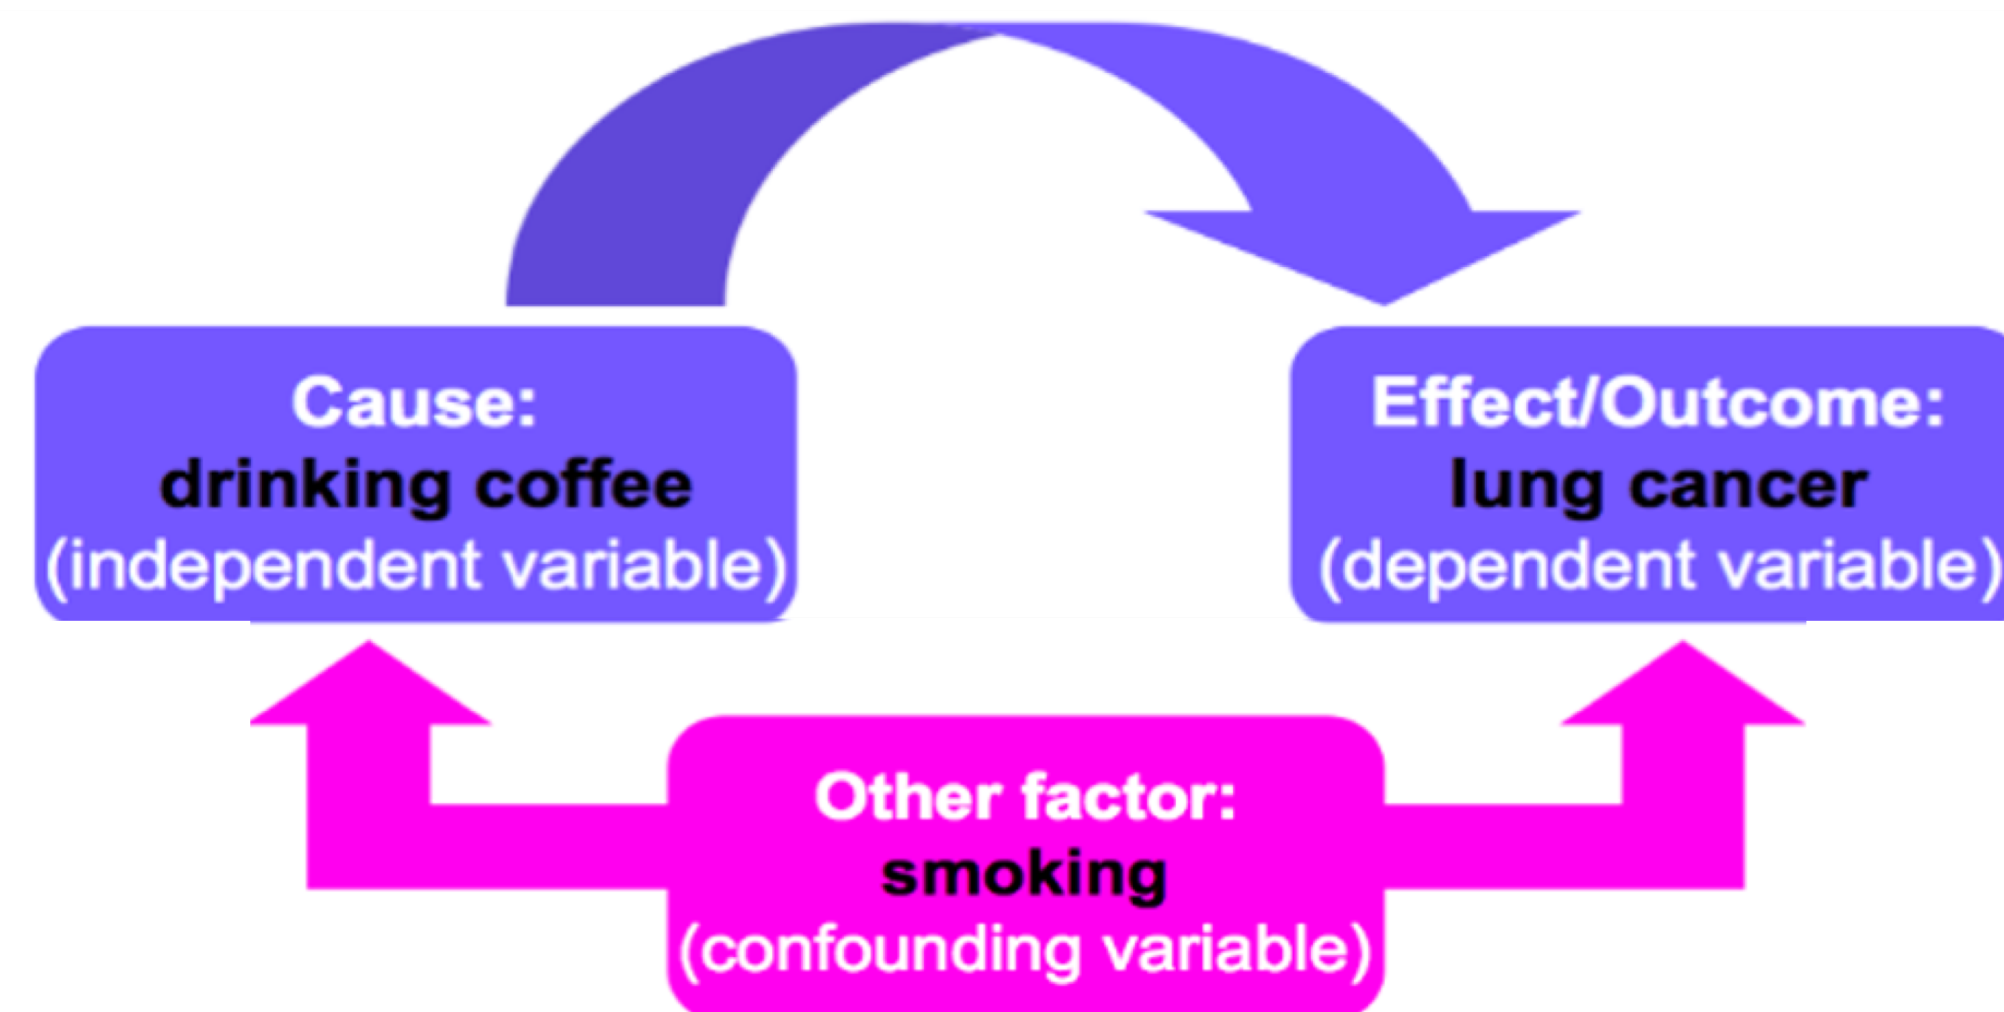 Cause:
drinking coffee
(independent variable)
Effect/Outcome:
lung cancer
(dependent variable)
Other factor:
smoking
(confounding variable)